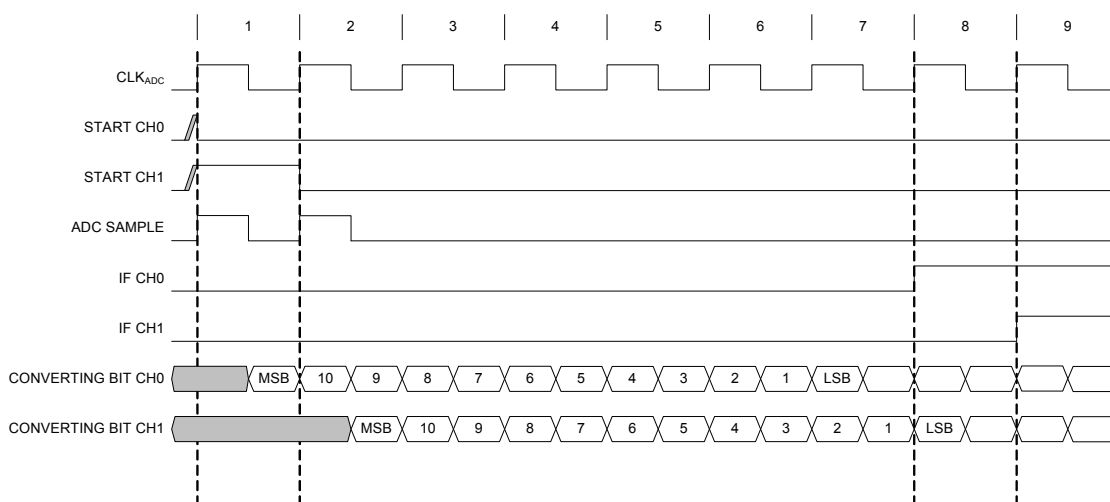 1 2 3 4 5 6 7 8 9
CLKADC
START CH0
START CH1
ADC SAMPLE
IF CH0
IF CH1
CONVERTING BIT CH0 MSB 10 9 8 7 6 5 4 3 2 1 LSB
CONVERTING BIT CH1 MSB 10 9 8 7 6 5 4 3 2 1 LSB